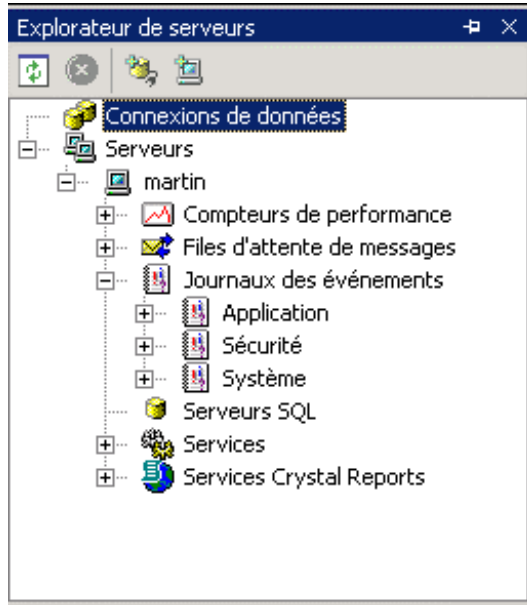 Explorateur de serveurs
Connexions de données
Serveurs
martin
Compteurs de performance
Files d'attente de messages
Journaux des événements
Application
Sécurité
Système
Serveurs SQL
Services
Services Crystal Reports